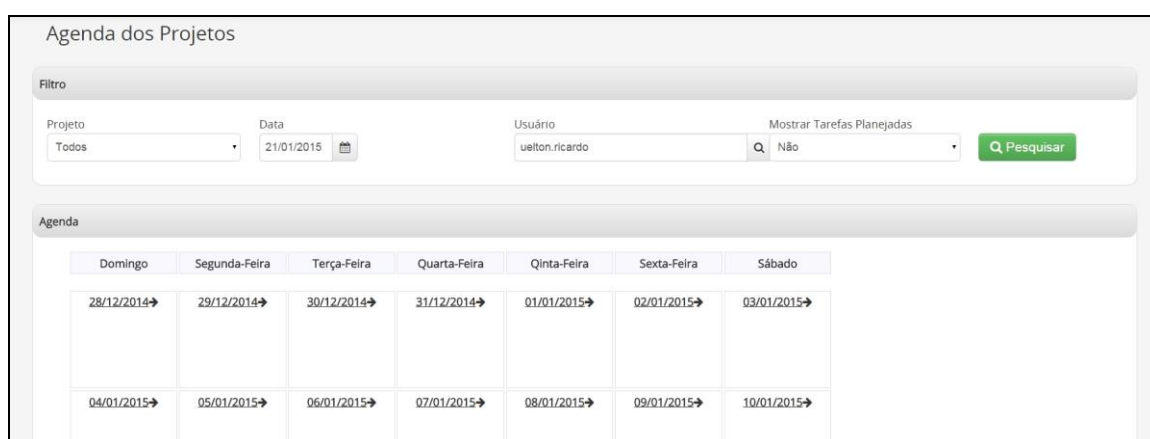 Agenda dos Projetos
Filtro
Projeto Data Usuário Mostrar Tarefas Planejadas
Todos 21/01/2015 uelton.ricardo Não Pesquisar
Agenda
Domingo Segunda-Feira Terça-Feira Quarta-Feira Qinta-Feira Sexta-Feira Sábado
28/12/2014→ 29/12/2014→ 30/12/2014→ 31/12/2014→ 01/01/2015→ 02/01/2015→ 03/01/2015→
04/01/2015→ 05/01/2015→ 06/01/2015→ 07/01/2015→ 08/01/2015→ 09/01/2015→ 10/01/2015→